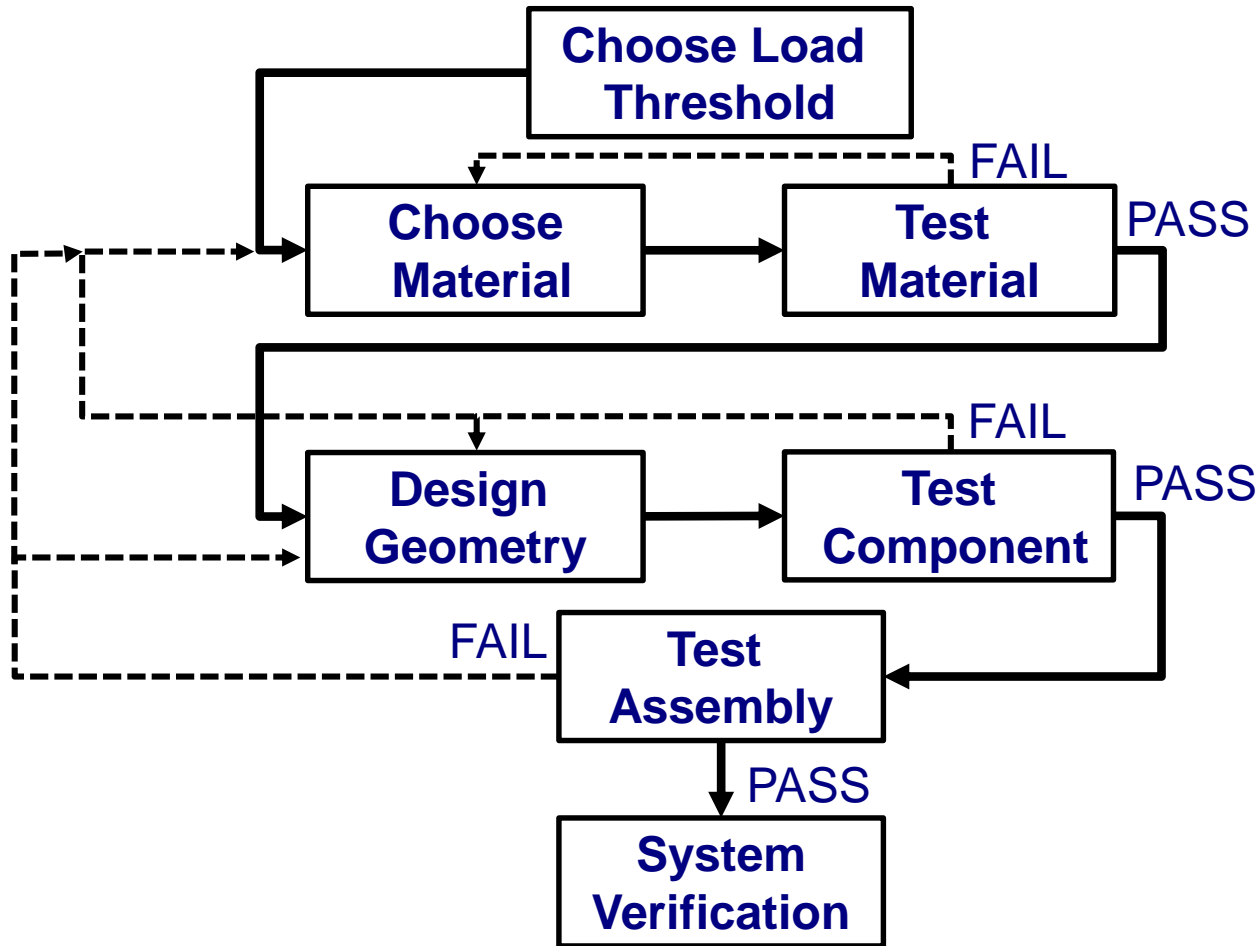 Choose Load
Threshold
FAIL
Choose
Material
Test
Material
PASS
FAIL
Design
Geometry
Test
Component
PASS
FAIL
Test
Assembly
PASS
System
Verification